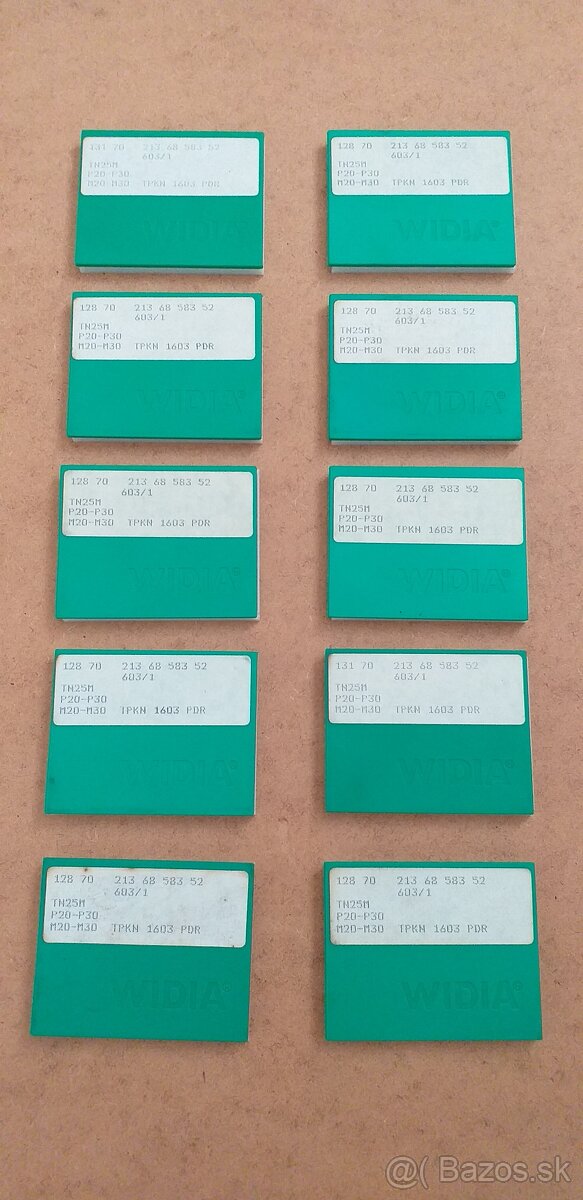 131 70 213 68 583 52
603/1
TN25M
P20-P30
M20-M30 TPKN 1603 PDR
WIDIA
128 70 213 68 583 52
603/1
TN25M
P20-P30
M20-M30 TPKN 1603 PDR
WIDIA®
128 70 213 68 583 52
603/1
TN25M
P20-P30
M20-M30 TPKN 1603 PDR
WIDIA®
128 70 213 68 583 52
603/1
TN25M
P20-P30
M20-M30 TPKN 1603 PDR
WIDIA®
128 70 213 68 583 52
603/1
TN25M
P20-P30
M20-M30 TPKN 1603 PDR
WIDIA®
128 70 213 68 583 52
603/1
TN25M
P20-P30
M20-M30 TPKN 1603 PDR
WIDIA®
128 70 213 68 583 52
603/1
TN25M
P20-P30
M20-M30 TPKN 1603 PDR
WIDIA®
131 70 213 68 583 52
603/1
TN25M
P20-P30
M20-M30 TPKN 1603 PDR
WIDIA®
128 70 213 68 583 52
603/1
TN25M
P20-P30
M20-M30 TPKN 1603 PDR
WIDIA®
128 70 213 68 583 52
603/1
TN25M
P20-P30
M20-M30 TPKN 1603 PDR
WIDIA®
@( Bazos.sk